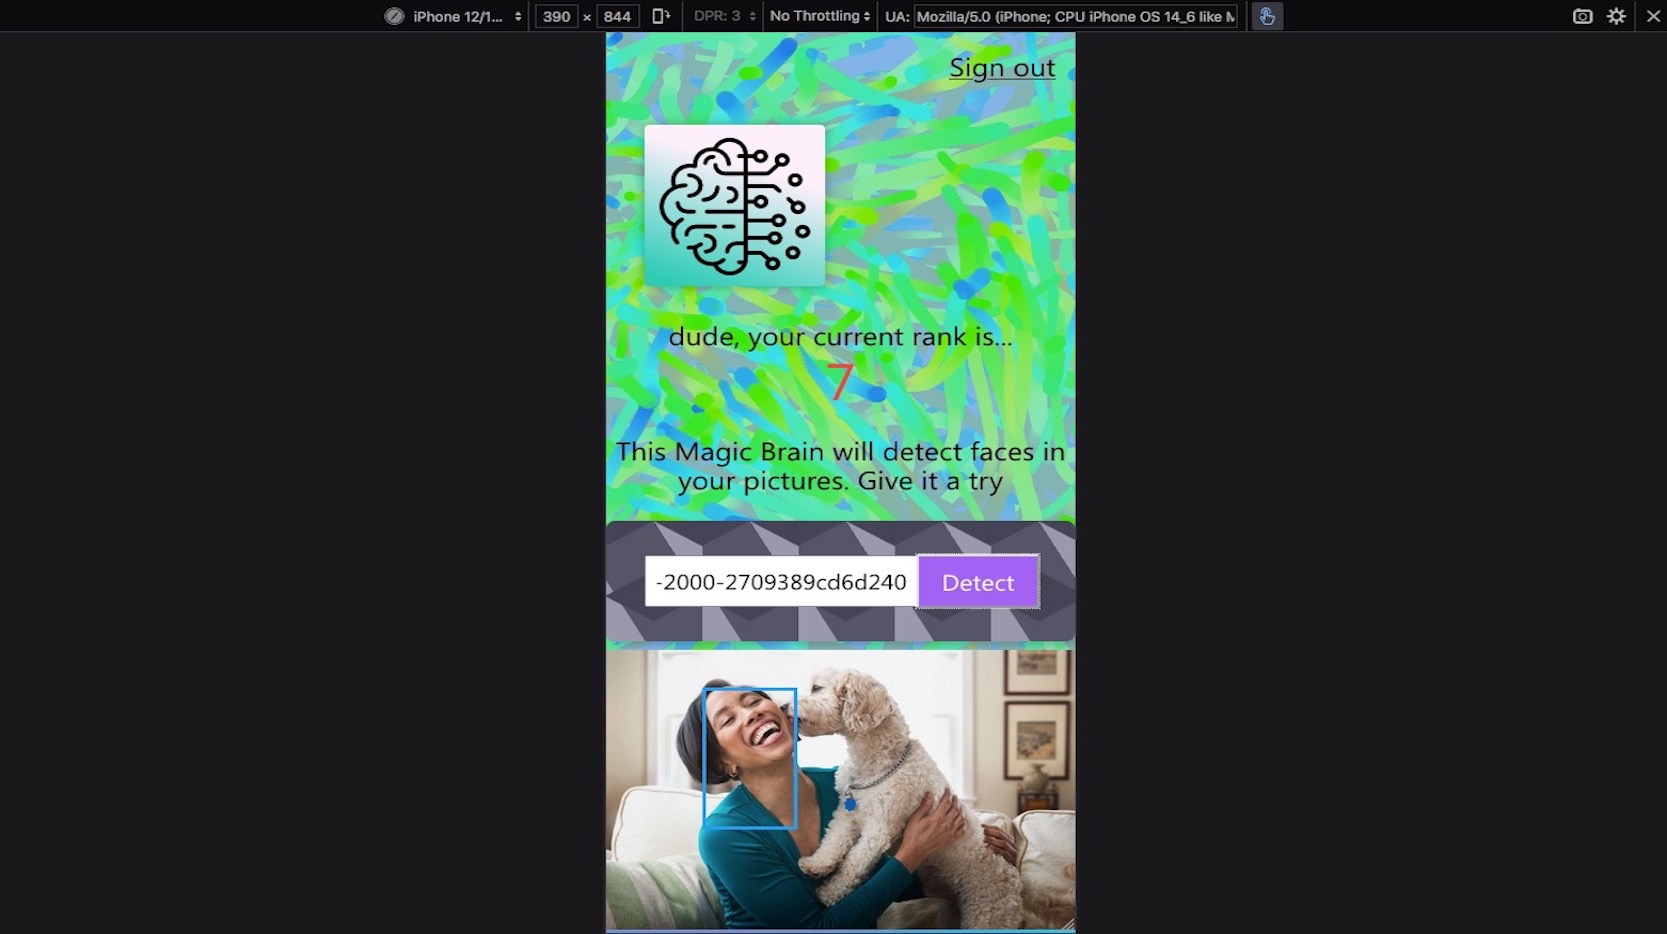 iPhone 12/1... 390 × 844 DPR: 3 No Throttling UA: Mozilla/5.0 (iPhone; CPU iPhone OS 14_6 like M
Sign out
dude, your current rank is...
7
This Magic Brain will detect faces in
your pictures. Give it a try
-2000-2709389cd6d240 Detect